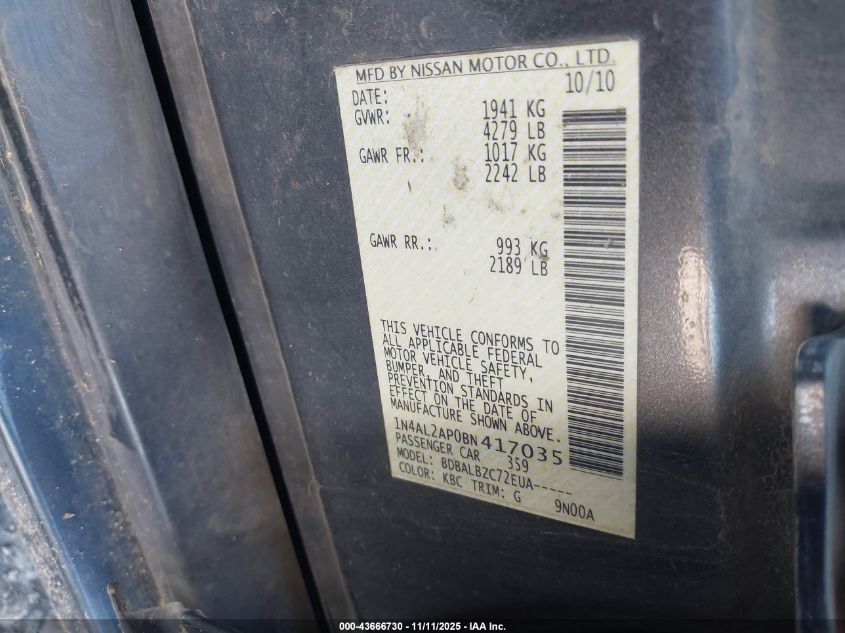 MFD BY NISSAN MOTOR CO., LTD.
DATE: 10/10
GVWR: 1941 KG
4279 LB
GAWR FR.: 1017 KG
2242 LB
GAWR RR.: 993 KG
2189 LB
THIS VEHICLE CONFORMS TO
ALL APPLICABLE FEDERAL
MOTOR VEHICLE SAFETY,
BUMPER, AND THEFT
PREVENTION STANDARDS IN
EFFECT ON THE DATE OF
MANUFACTURE SHOWN ABOVE.
1N4AL2AP0BN417035
PASSENGER CAR 359
MODEL: BDBALBZC72EUA-----
COLOR: KBC TRIM: G 9N00A
000-43666730 - 11/11/2025 - IAA Inc.